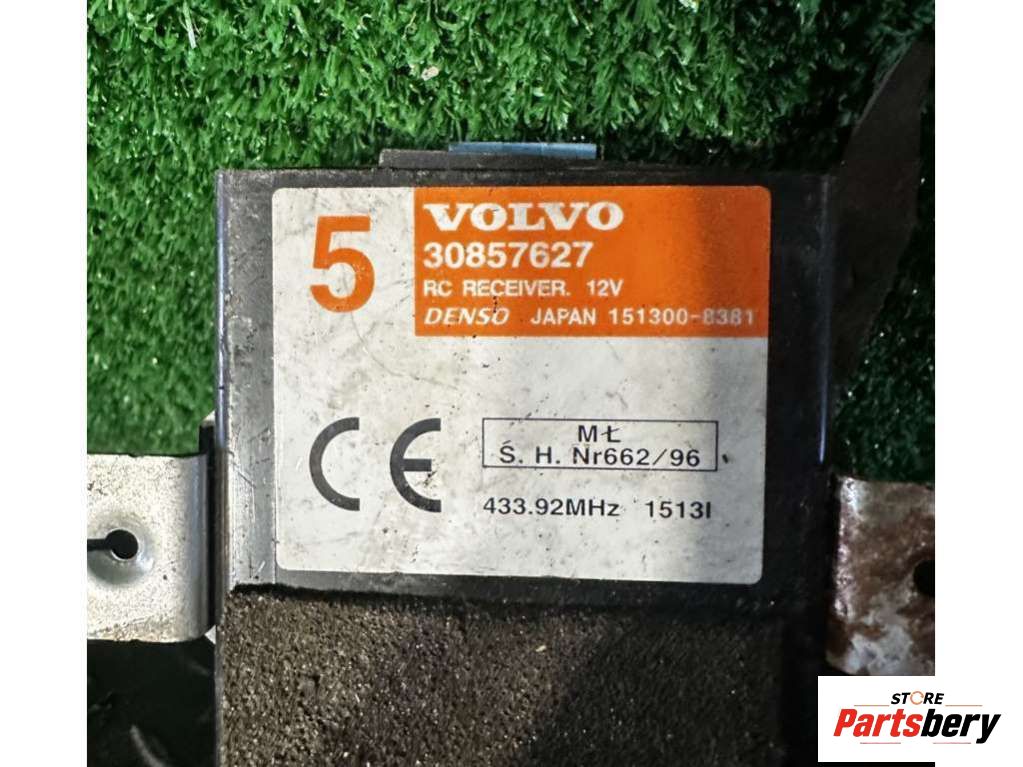 5
VOLVO
30857627
RC RECEIVER. 12V
DENSO JAPAN 151300-8381
CE
MŁ
Ś. H. Nr662/96
433.92MHz 1513I
STORE
Partsbery